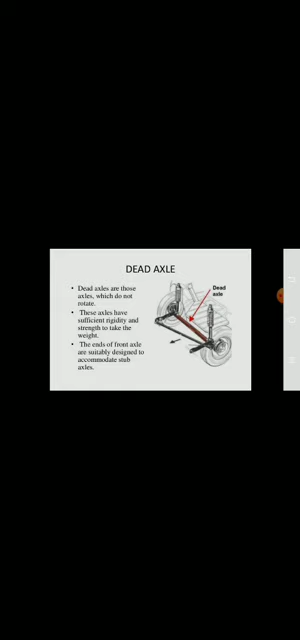 DEAD AXLE
• Dead axles are those
axles, which do not
rotate.
• These axles have
sufficient rigidity and
strength to take the
weight.
• The ends of front axle
are suitably designed to
accommodate stub
axles.
Dead
axle